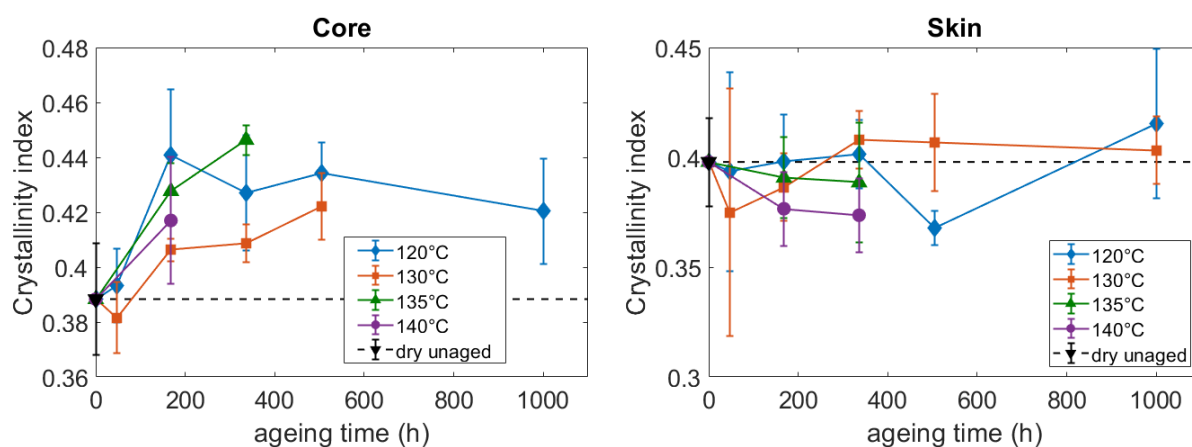 Core
Crystallinity index
0.48
0.46
0.44
0.42
0.4
0.38
0.36
0
200
400
600
800
1000
ageing time (h)
120°C
130°C
135°C
140°C
dry unaged
Skin
Crystallinity index
0.45
0.4
0.35
0.3
0
200
400
600
800
1000
ageing time (h)
120°C
130°C
135°C
140°C
dry unaged